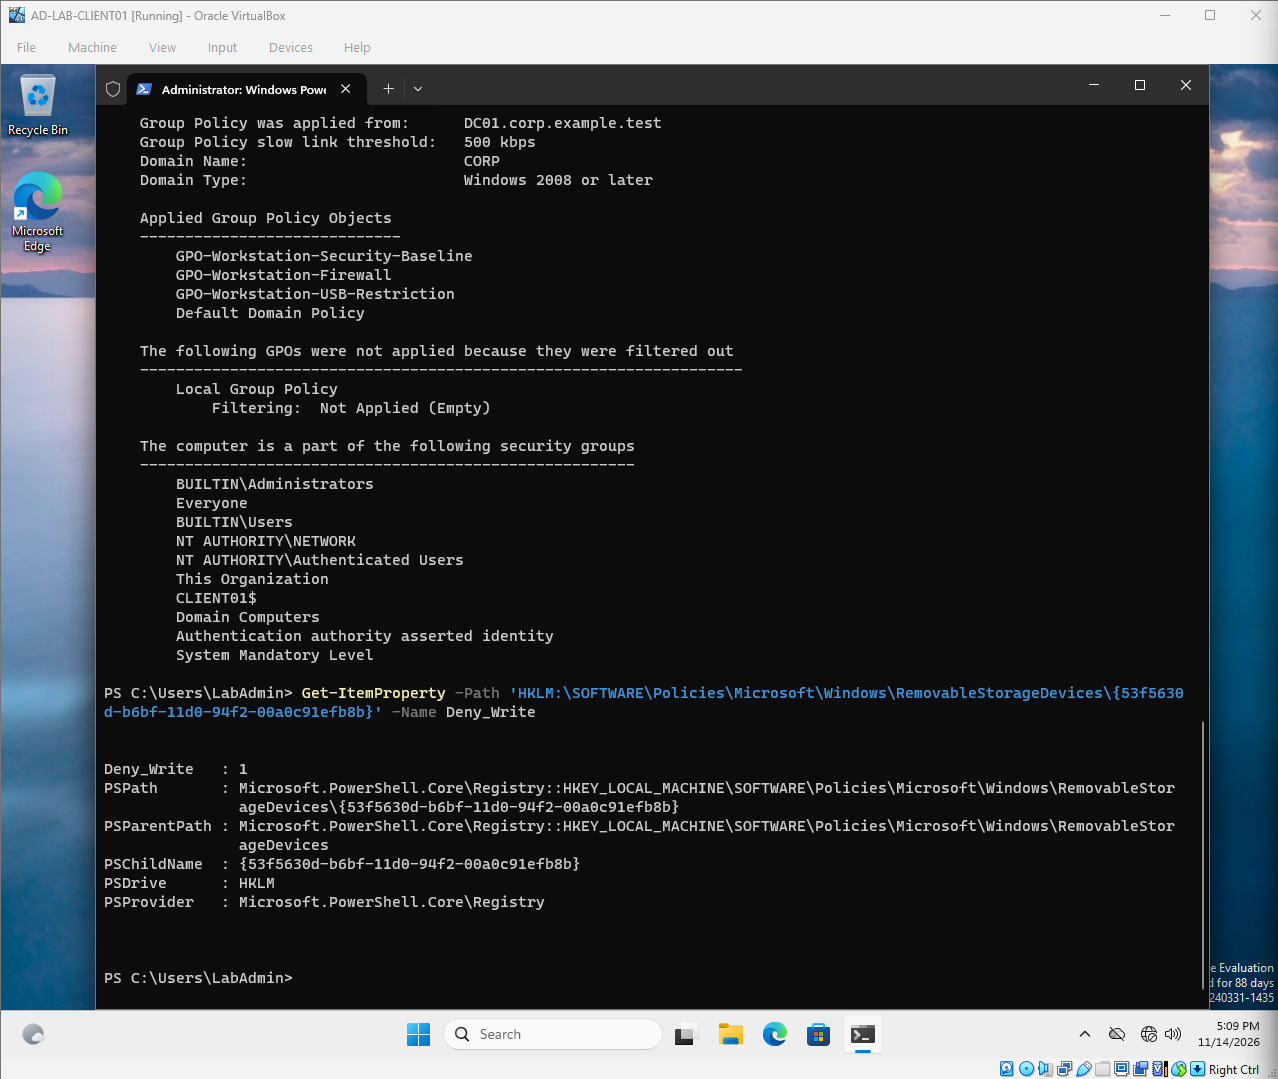 AD-LAB-CLIENT01 [Running] - Oracle VirtualBox
File Machine View Input Devices Help
Recycle Bin
Microsoft
Edge
Administrator: Windows Powe
Group Policy was applied from: DC01.corp.example.test
Group Policy slow link threshold: 500 kbps
Domain Name: CORP
Domain Type: Windows 2008 or later
Applied Group Policy Objects
-----------------------------
GPO-Workstation-Security-Baseline
GPO-Workstation-Firewall
GPO-Workstation-USB-Restriction
Default Domain Policy
The following GPOs were not applied because they were filtered out
-------------------------------------------------------------------
Local Group Policy
Filtering: Not Applied (Empty)
The computer is a part of the following security groups
-------------------------------------------------------
BUILTIN\Administrators
Everyone
BUILTIN\Users
NT AUTHORITY\NETWORK
NT AUTHORITY\Authenticated Users
This Organization
CLIENT01$
Domain Computers
Authentication authority asserted identity
System Mandatory Level
PS C:\Users\LabAdmin> Get-ItemProperty -Path 'HKLM:\SOFTWARE\Policies\Microsoft\Windows\RemovableStorageDevices\{53f5630
d-b6bf-11d0-94f2-00a0c91efb8b}' -Name Deny_Write
Deny_Write : 1
PSPath : Microsoft.PowerShell.Core\Registry::HKEY_LOCAL_MACHINE\SOFTWARE\Policies\Microsoft\Windows\RemovableStor
ageDevices\{53f5630d-b6bf-11d0-94f2-00a0c91efb8b}
PSParentPath : Microsoft.PowerShell.Core\Registry::HKEY_LOCAL_MACHINE\SOFTWARE\Policies\Microsoft\Windows\RemovableStor
ageDevices
PSChildName : {53f5630d-b6bf-11d0-94f2-00a0c91efb8b}
PSDrive : HKLM
PSProvider : Microsoft.PowerShell.Core\Registry
PS C:\Users\LabAdmin>
e Evaluation
d for 88 days
240331-1435
Search
5:09 PM
11/14/2026
Right Ctrl